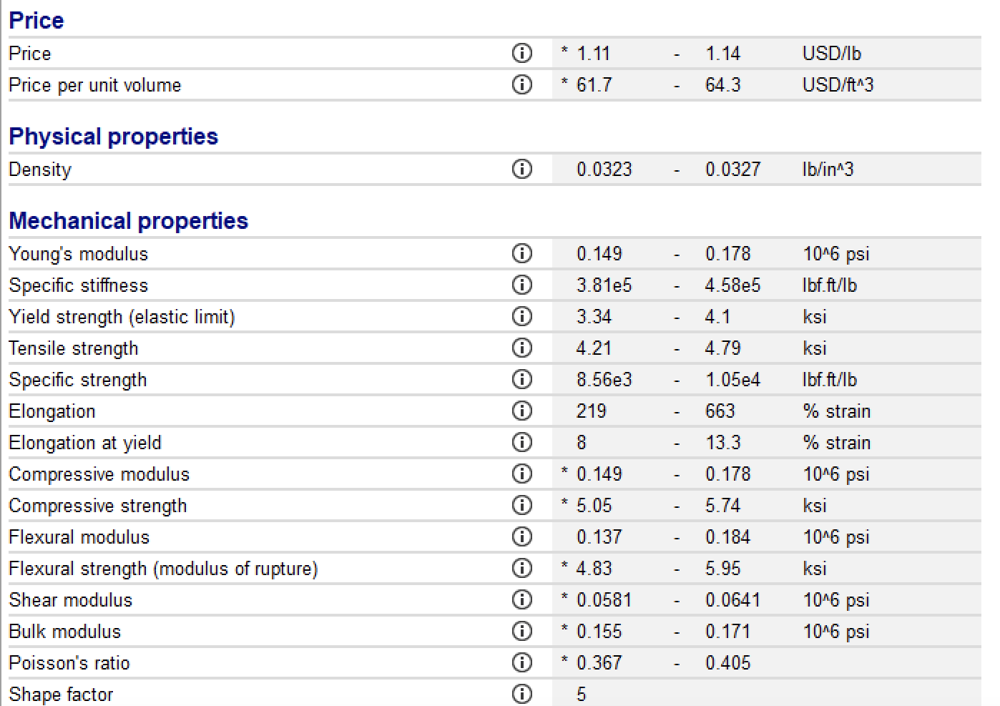 Price
Price * 1.11 - 1.14 USD/lb
Price per unit volume * 61.7 - 64.3 USD/ft^3
Physical properties
Density 0.0323 - 0.0327 lb/in^3
Mechanical properties
Young's modulus 0.149 - 0.178 10^6 psi
Specific stiffness 3.81e5 - 4.58e5 lbf.ft/lb
Yield strength (elastic limit) 3.34 - 4.1 ksi
Tensile strength 4.21 - 4.79 ksi
Specific strength 8.56e3 - 1.05e4 lbf.ft/lb
Elongation 219 - 663 % strain
Elongation at yield 8 - 13.3 % strain
Compressive modulus * 0.149 - 0.178 10^6 psi
Compressive strength * 5.05 - 5.74 ksi
Flexural modulus 0.137 - 0.184 10^6 psi
Flexural strength (modulus of rupture) * 4.83 - 5.95 ksi
Shear modulus * 0.0581 - 0.0641 10^6 psi
Bulk modulus * 0.155 - 0.171 10^6 psi
Poisson's ratio * 0.367 - 0.405
Shape factor 5